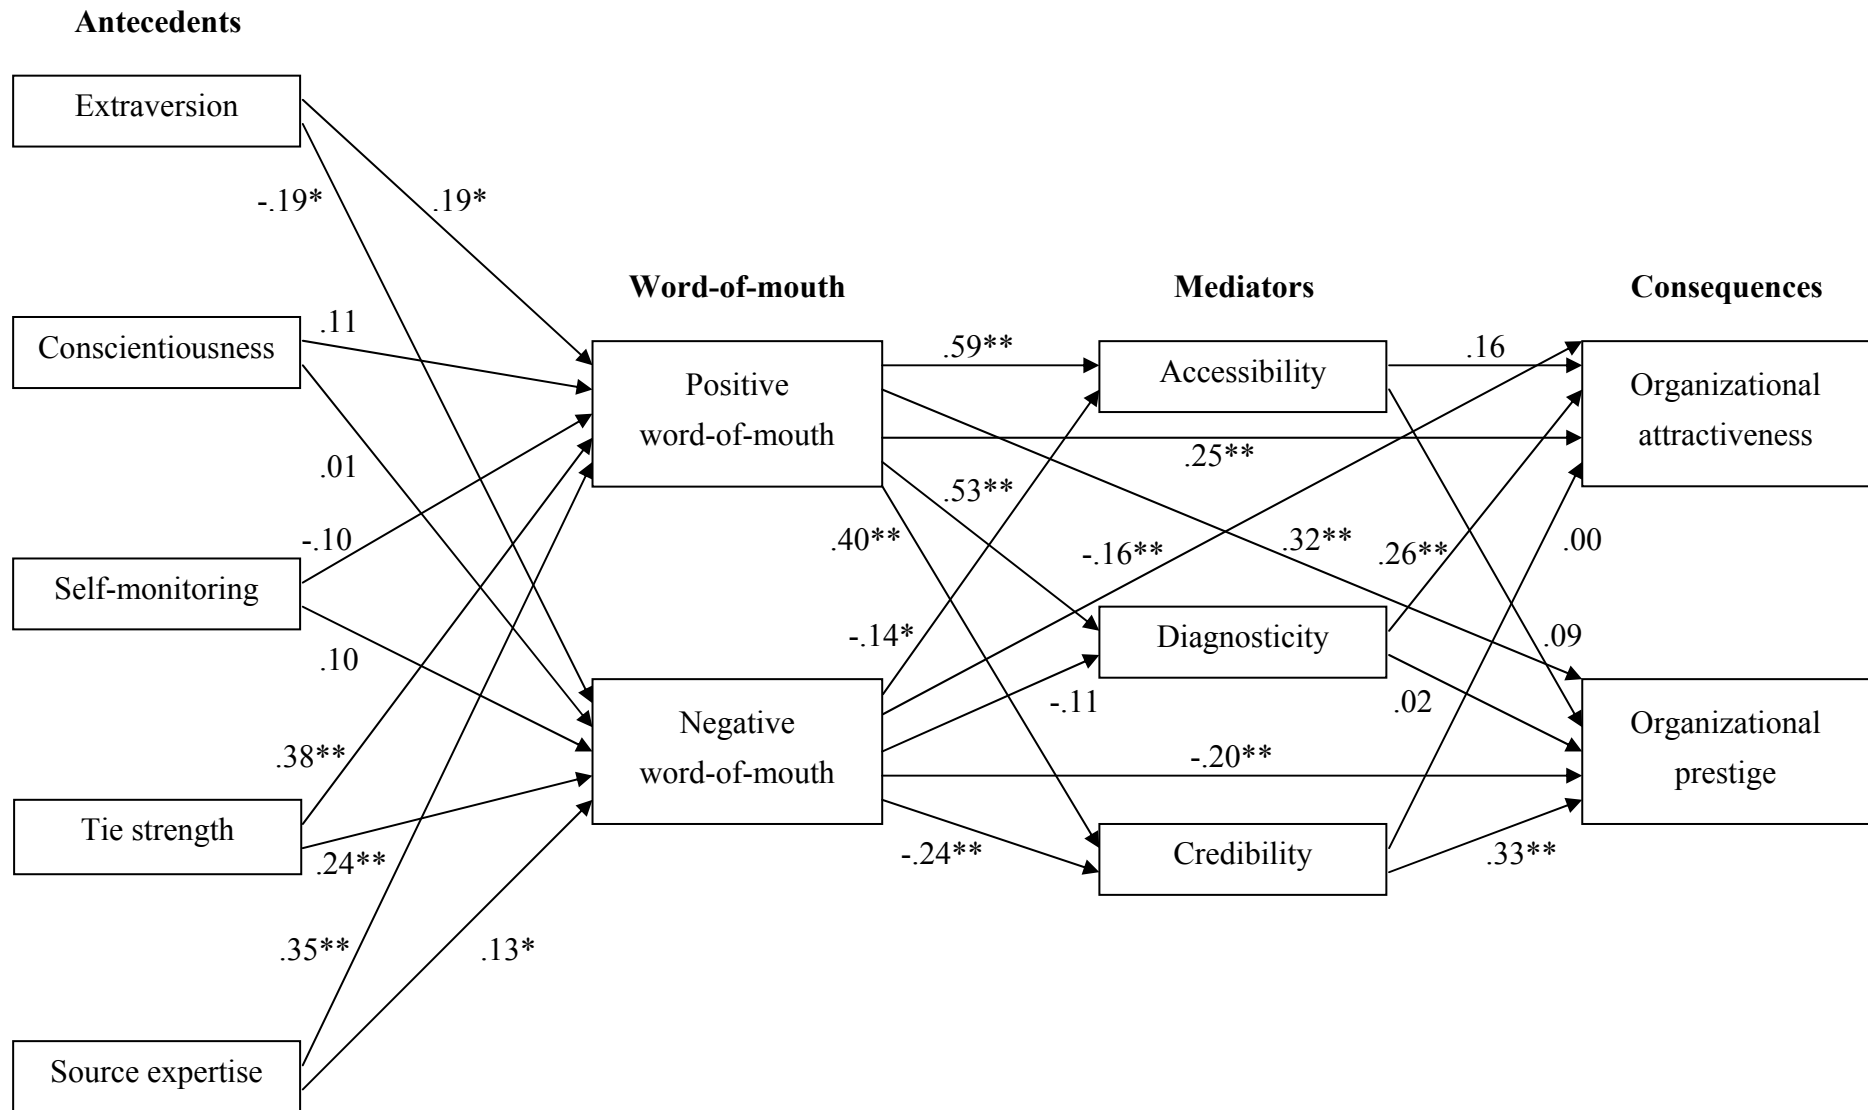 Antecedents
Extraversion
-.19*
.19*
Word-of-mouth
Mediators
Consequences
.11
Conscientiousness
.59**
.16
Positive
word-of-mouth
Accessibility
Organizational
attractiveness
.01
.25**
.53**
-.10
.40**
-.16**
.32**
.26**
.00
Self-monitoring
.10
-.14*
Diagnosticity
.09
-.11
.02
Negative
word-of-mouth
Organizational
prestige
.38**
-.20**
Tie strength
.24**
-.24**
Credibility
.33**
.35**
.13*
Source expertise